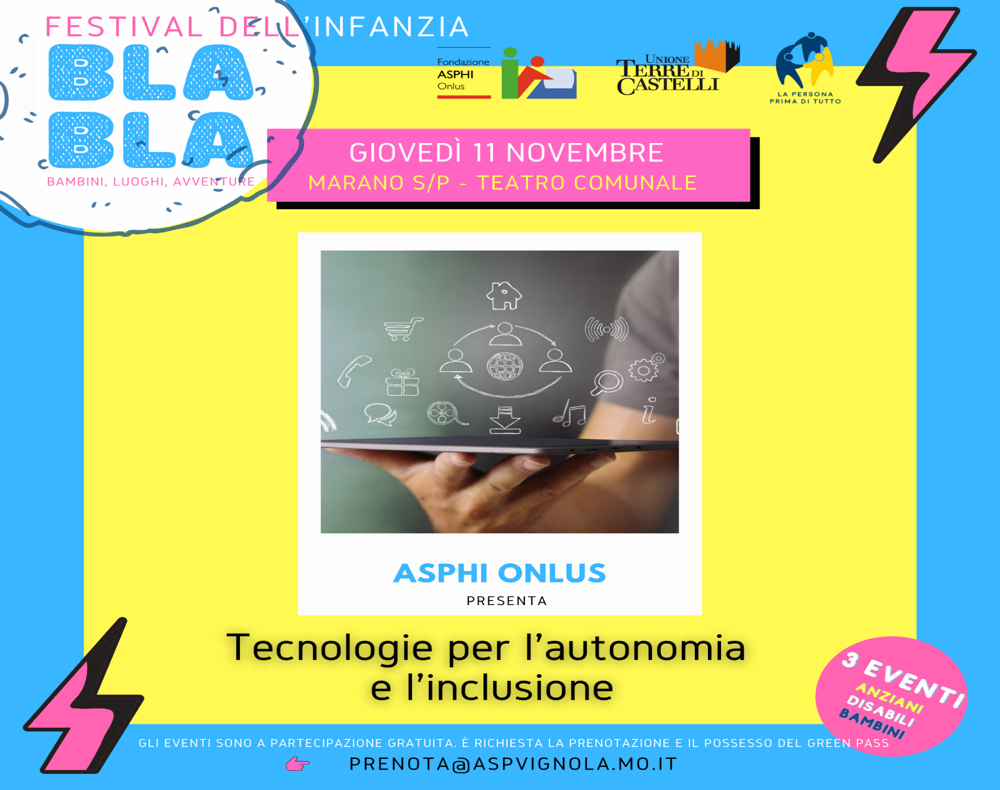 FESTIVAL DELL'INFANZIA
BLA
BLA
BAMBINI, LUOGHI, AVVENTURE
Fondazione
ASPHI
Onlus
UNIONE
TERRE DI
CASTELLI
LA PERSONA
PRIMA DI TUTTO
GIOVEDÌ 11 NOVEMBRE
MARANO S/P - TEATRO COMUNALE
ASPHI ONLUS
PRESENTA
Tecnologie per l'autonomia
e l'inclusione
3 EVENTI
ANZIANI
DISABILI
BAMBINI
GLI EVENTI SONO A PARTECIPAZIONE GRATUITA. È RICHIESTA LA PRENOTAZIONE E IL POSSESSO DEL GREEN PASS
PRENOTA@ASPVIGNOLA.MO.IT